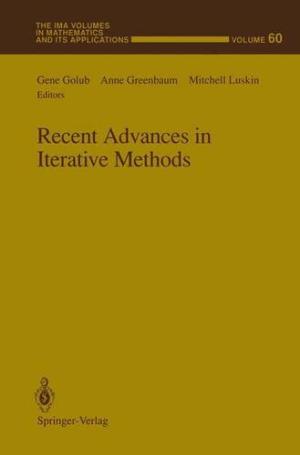 THE IMA VOLUMES
IN MATHEMATICS
AND ITS APPLICATIONS
VOLUME 60
Gene Golub Anne Greenbaum Mitchell Luskin
Editors
Recent Advances in
Iterative Methods
Springer-Verlag